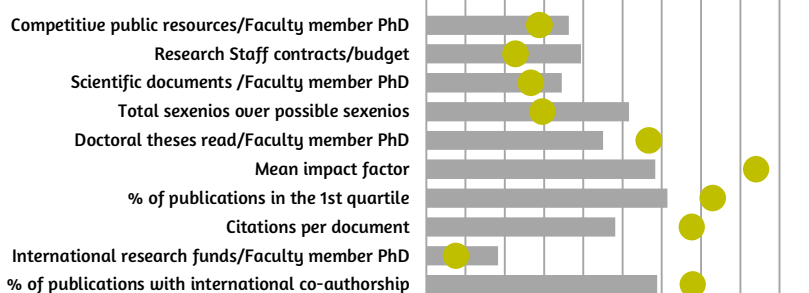 Competitive public resources/Faculty member PhD
Research Staff contracts/budget
Scientific documents /Faculty member PhD
Total sexenios over possible sexenios
Doctoral theses read/Faculty member PhD
Mean impact factor
% of publications in the 1st quartile
Citations per document
International research funds/Faculty member PhD
% of publications with international co-authorship